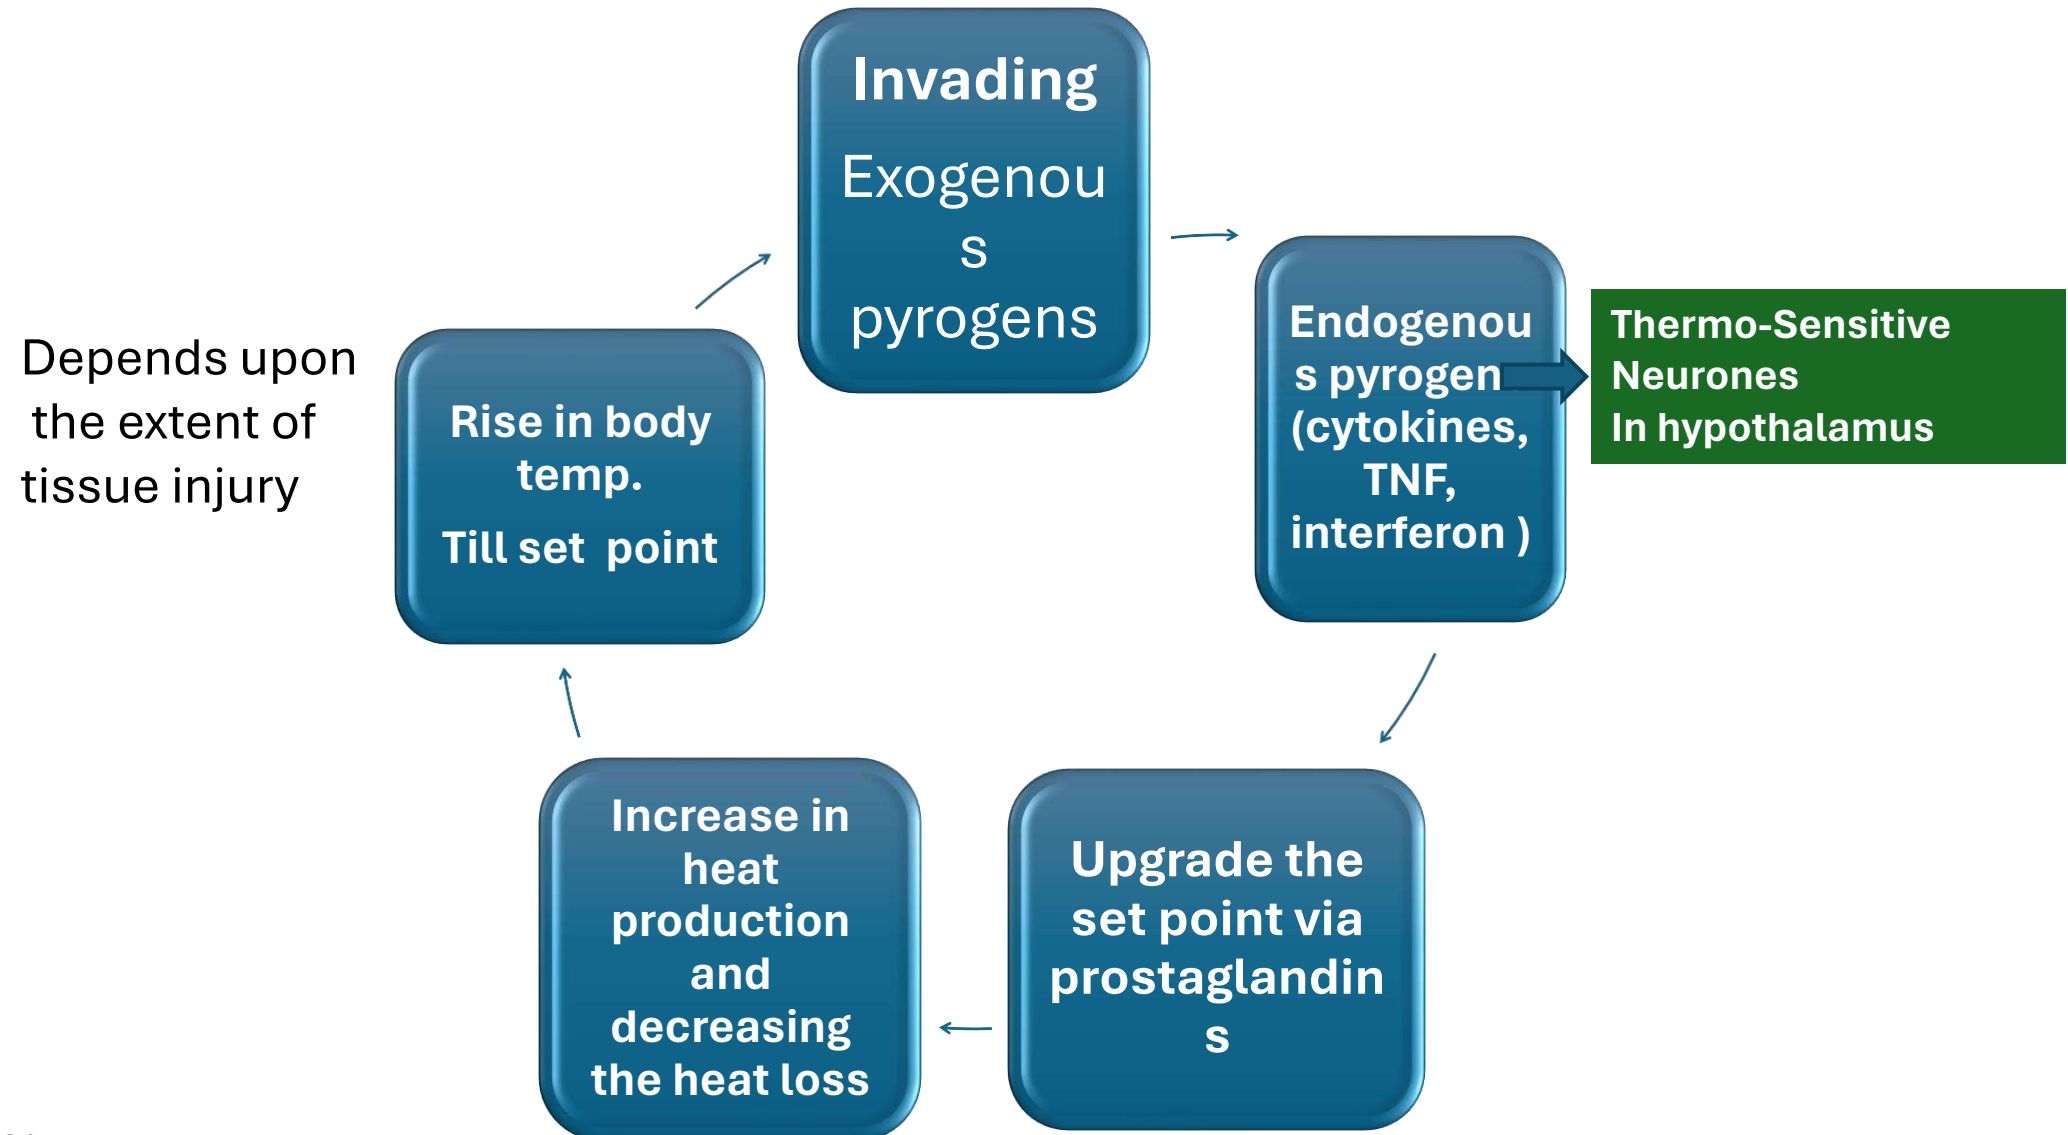 Invading
Exogenou
s
pyrogens
Endogenou
s pyrogen
(cytokines,
TNF,
interferon )
Thermo-Sensitive
Neurones
In hypothalamus
Upgrade the
set point via
prostaglandin
s
Increase in
heat
production
and
decreasing
the heat loss
Rise in body
temp.
Till set  point
Depends upon
the extent of
tissue injury